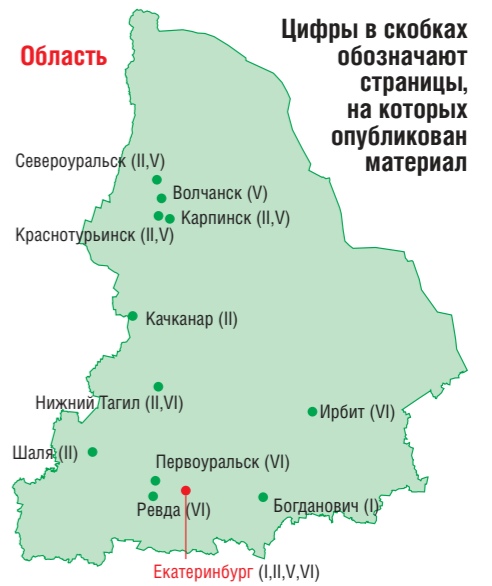 Область
Цифры в скобках
обозначают
страницы,
на которых
опубликован
материал
Североуральск (II,V)
Волчанск (V)
Карпинск (II,V)
Краснотурьинск (II,V)
Качканар (II)
Нижний Тагил (II,VI)
Ирбит (VI)
Шаля (II)
Первоуральск (VI)
Ревда (VI)
Богданович (I)
Екатеринбург (I,II,V,VI)